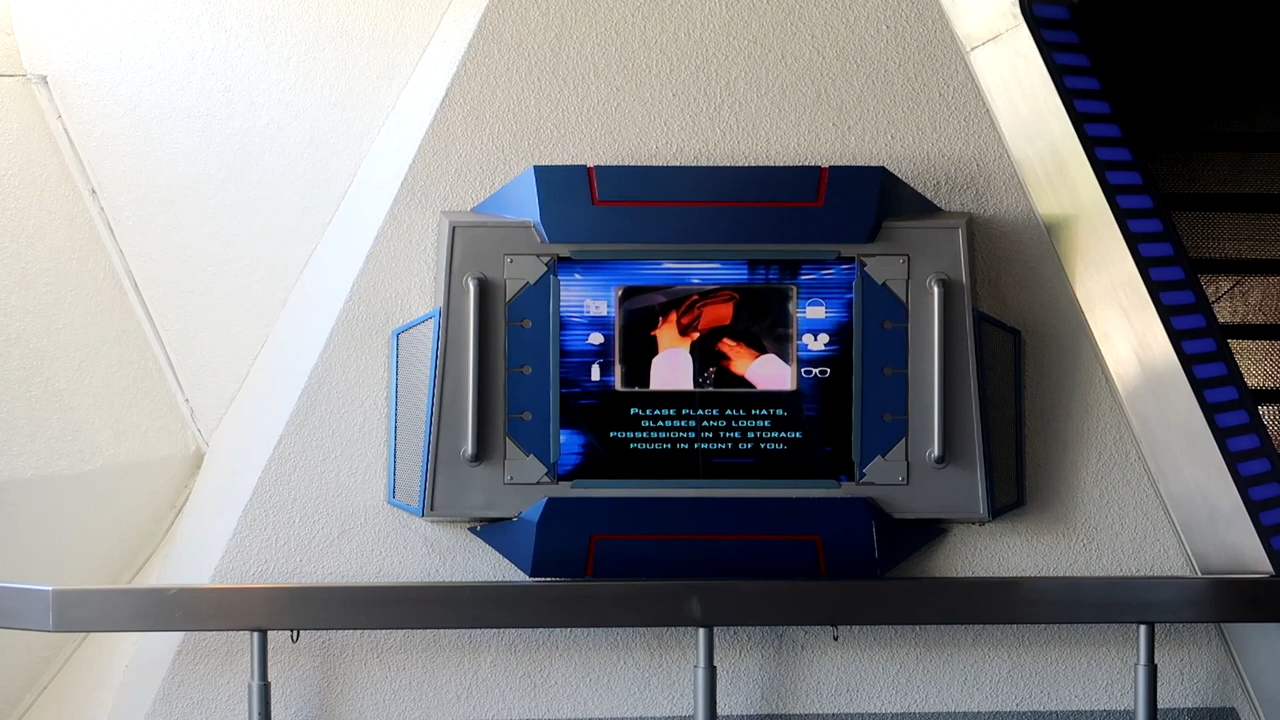 PLEASE PLACE ALL HATS,
GLASSES AND LOOSE
POSSESSIONS IN THE STORAGE
POUCH IN FRONT OF YOU.